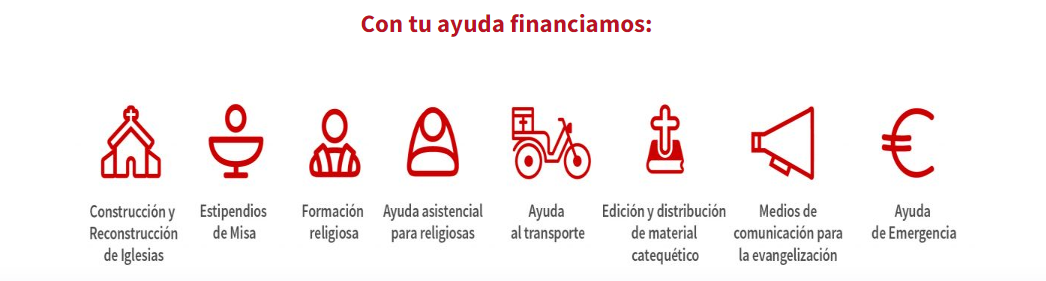 Con tu ayuda financiamos:
Construcción y
Reconstrucción
de Iglesias
Estipendios
de Misa
Formación
religiosa
Ayuda asistencial
para religiosas
Ayuda
al transporte
Edición y distribución
de material
catequético
Medios de
comunicación para
la evangelización
Ayuda
de Emergencia